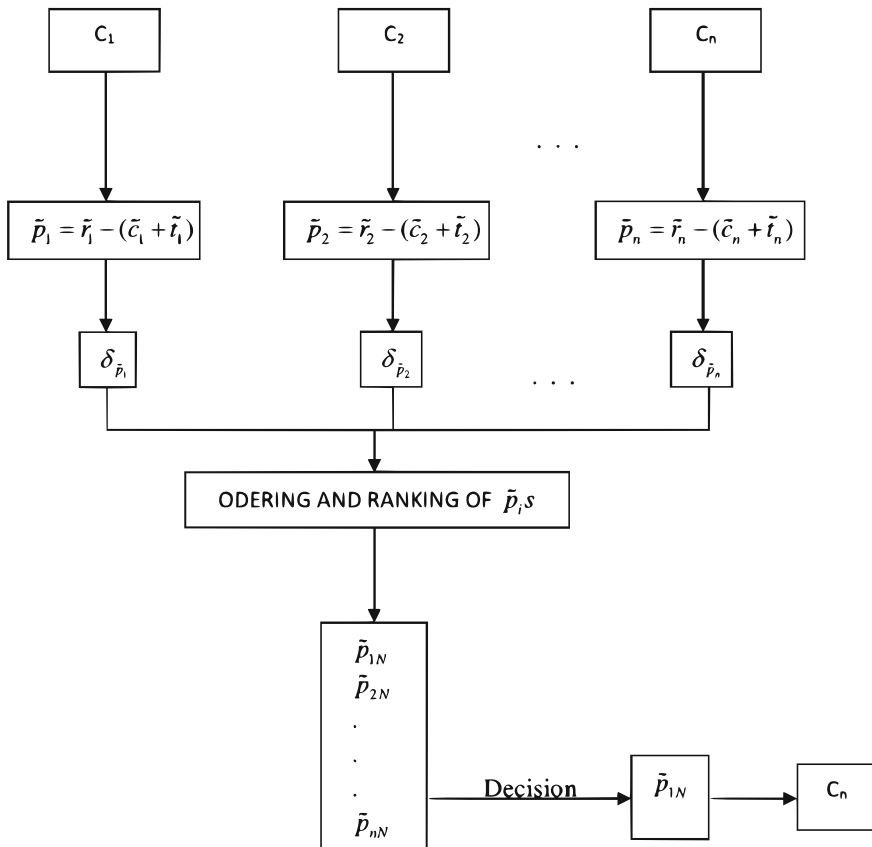 C₁
C₂
Cₙ
. . .
p̃₁ = r̃₁ − (c̃₁ + t̃₁)
p̃₂ = r̃₂ − (c̃₂ + t̃₂)
p̃ₙ = r̃ₙ − (c̃ₙ + t̃ₙ)
δ_p̃₁
δ_p̃₂
. . .
δ_p̃ₙ
ODERING AND RANKING OF p̃ᵢs
p̃₁N
p̃₂N
.
.
.
p̃ₙN
Decision
p̃₁N
Cₙ